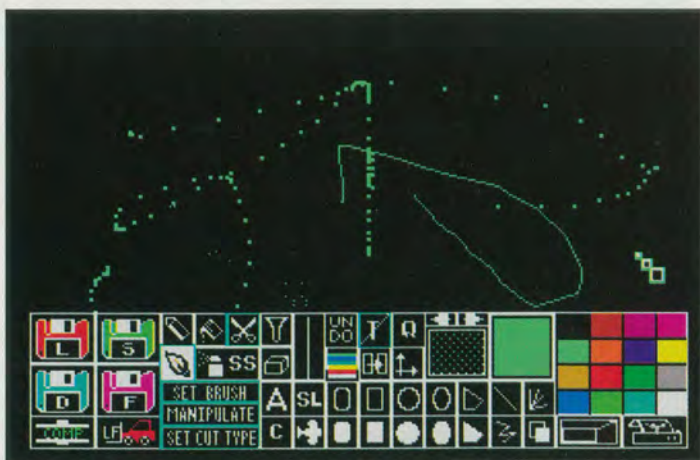 UN DO
T
Ω
L
S
SS
D
F
SET BRUSH
MANIPULATE
SET CUT TYPE
A
SL
COMP
LF
C